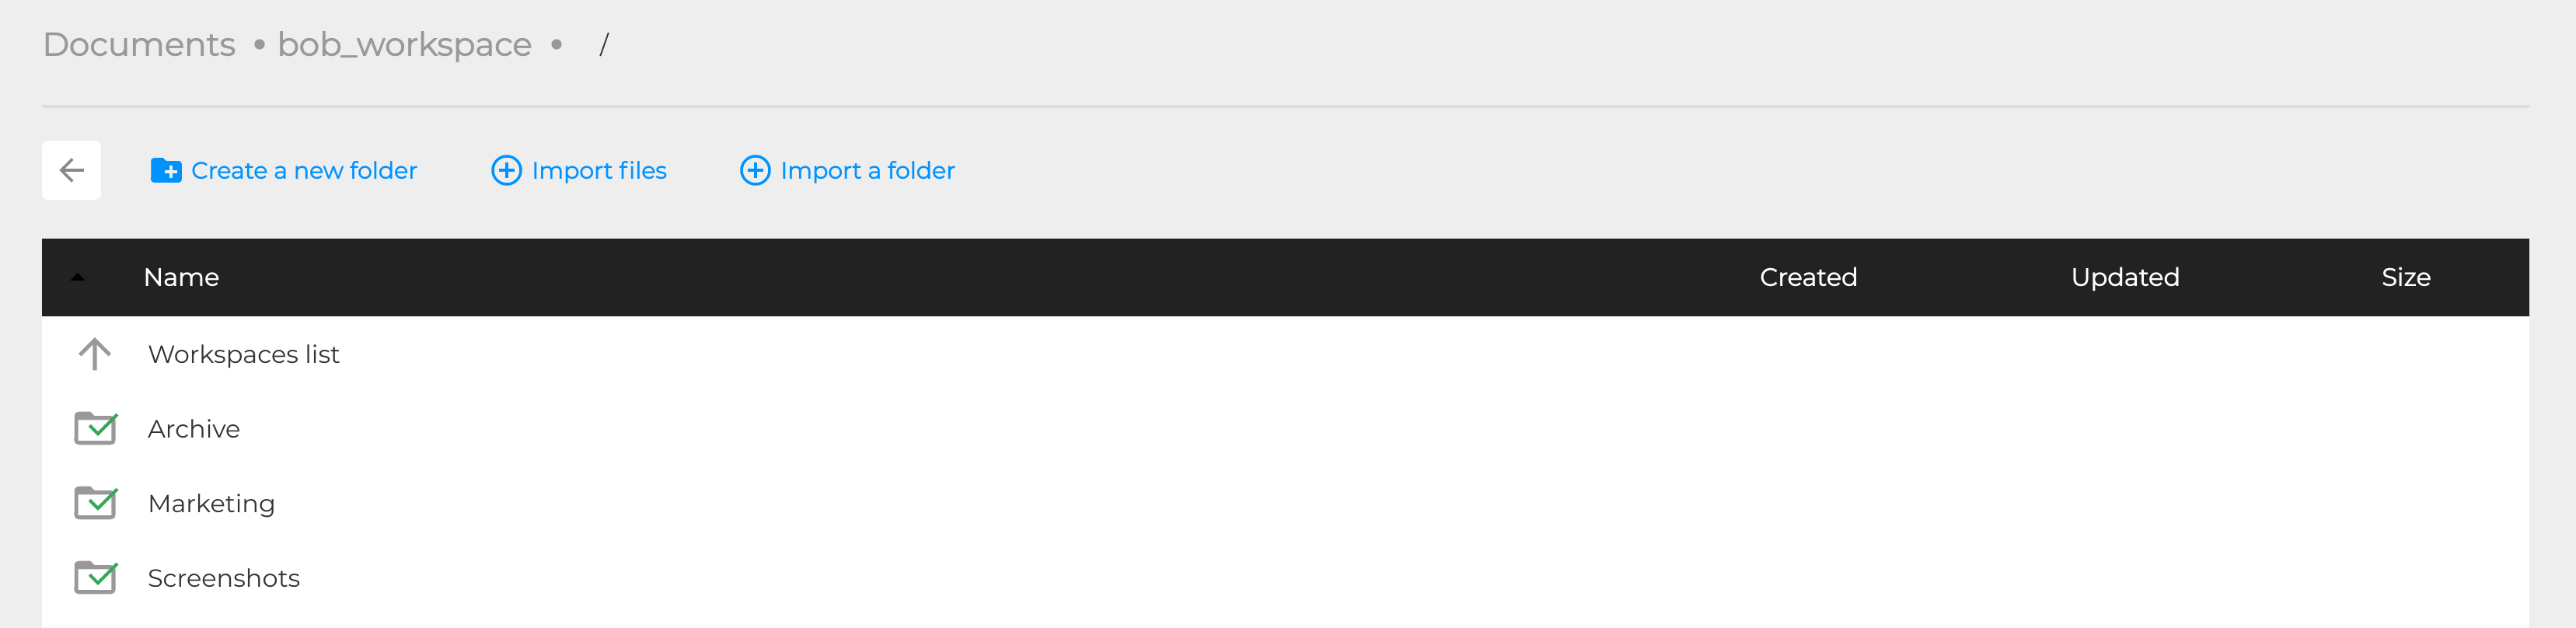 Documents • bob_workspace • /
Create a new folder Import files Import a folder
Name Created Updated Size
Workspaces list
Archive
Marketing
Screenshots